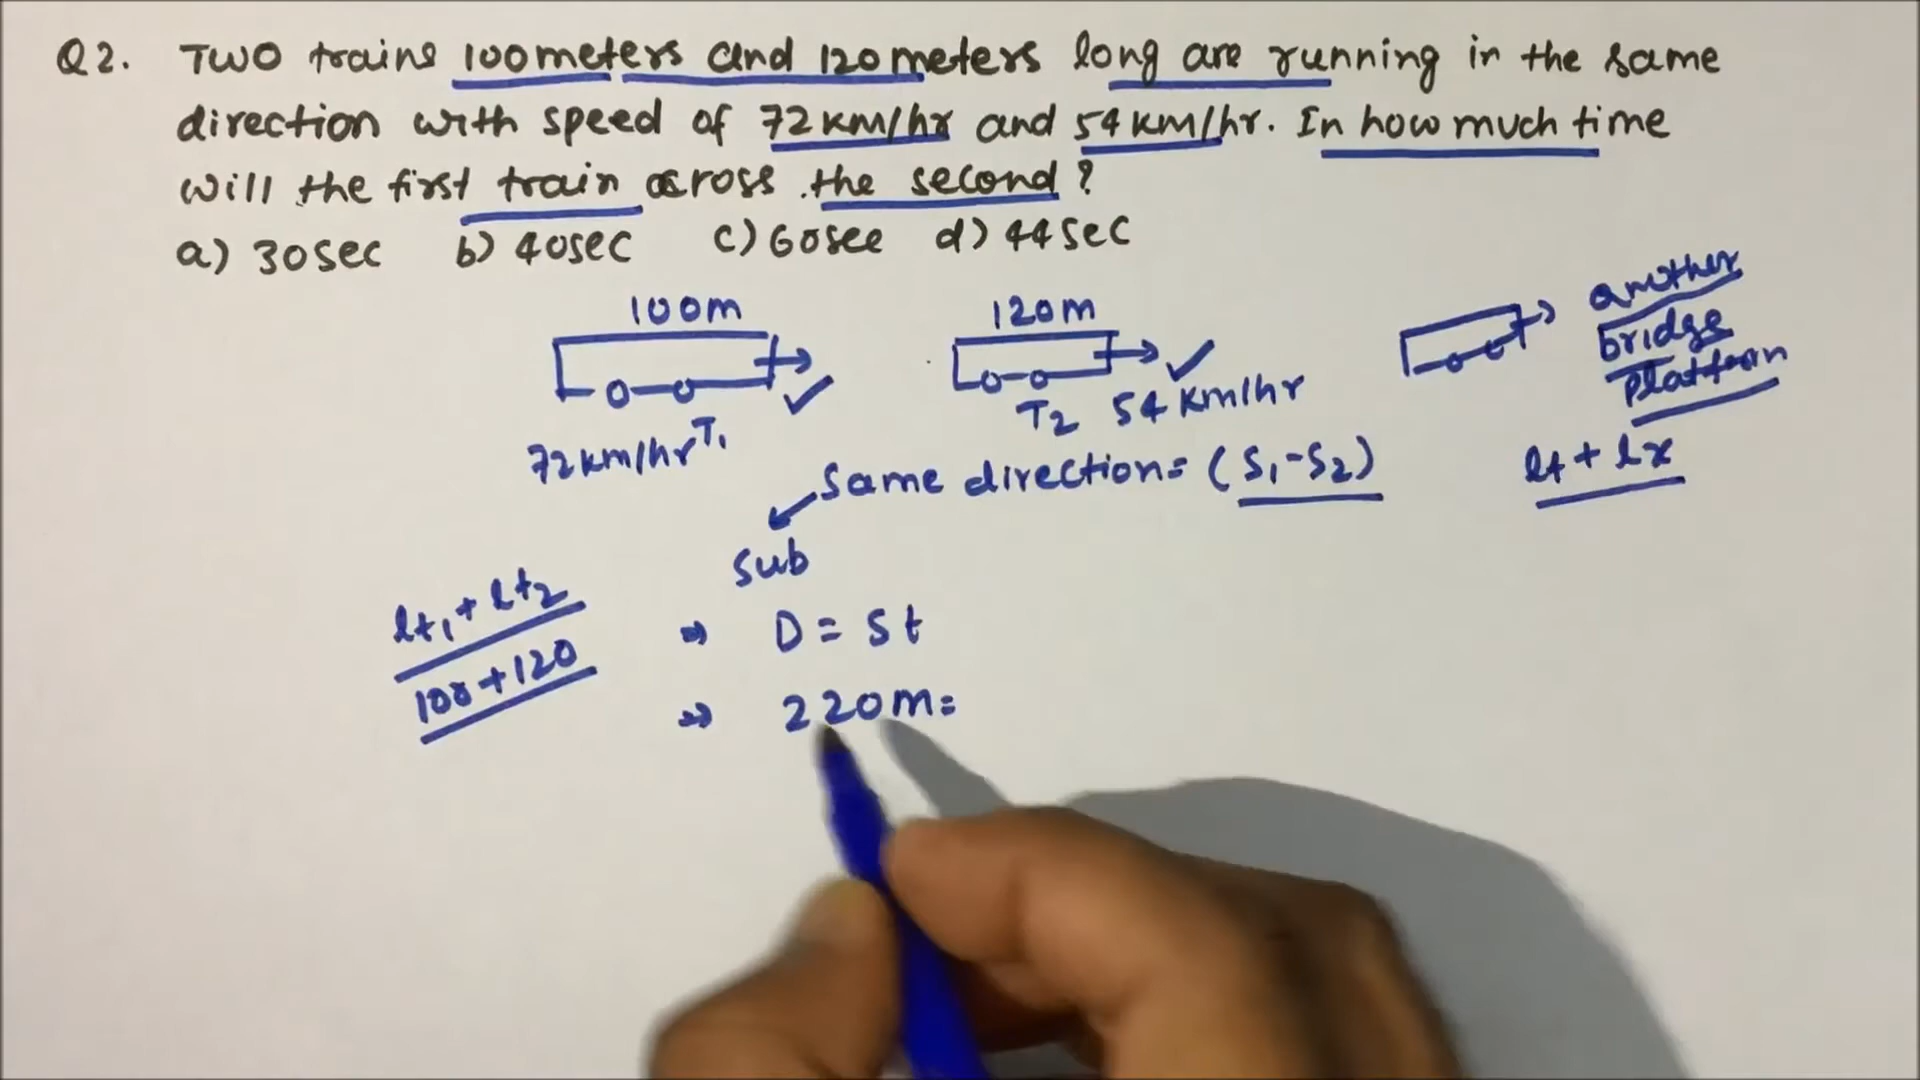 Q2. Two trains 100meters and 120meters long are running in the same
direction with speed of 72km/hr and 54km/hr. In how much time
will the first train cross the second?
a) 30sec b) 40sec c) 60sec d) 44sec
100m 120m another
bridge
platform
72km/hr T1 T2 54 km/hr
same direction= (S1-S2) lt + lx
sub
lt1 + lt2
100+120
⇒ D = St
⇒ 220m=